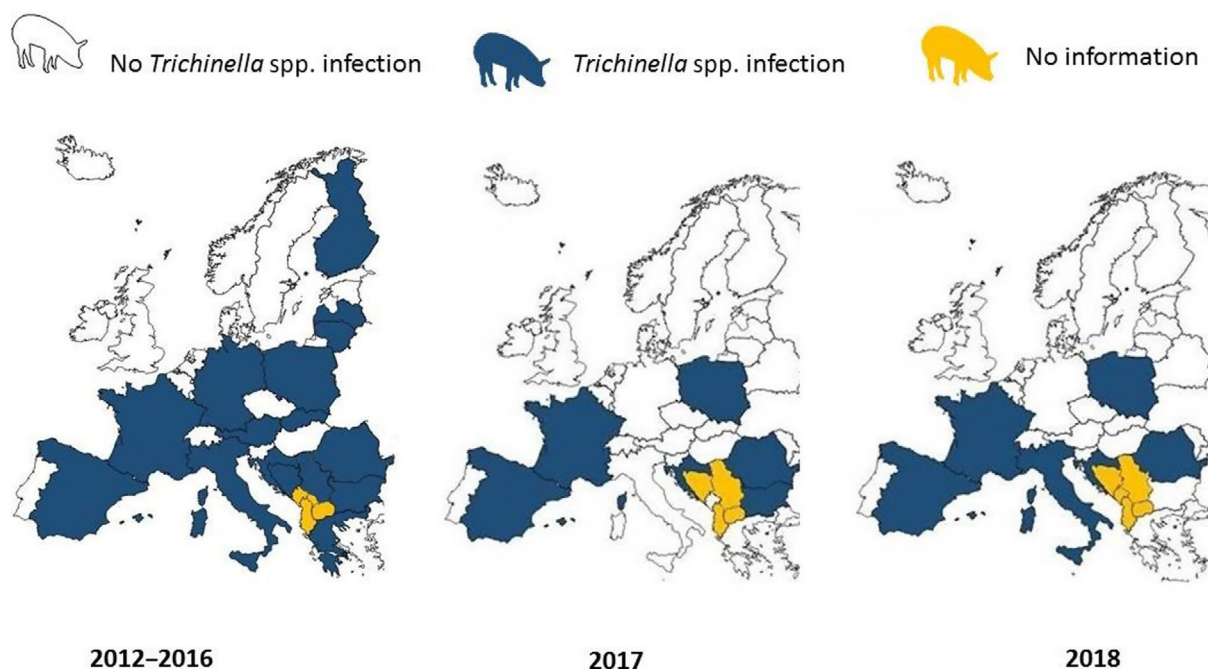 No Trichinella spp. infection
Trichinella spp. infection
No information
2012–2016
2017
2018